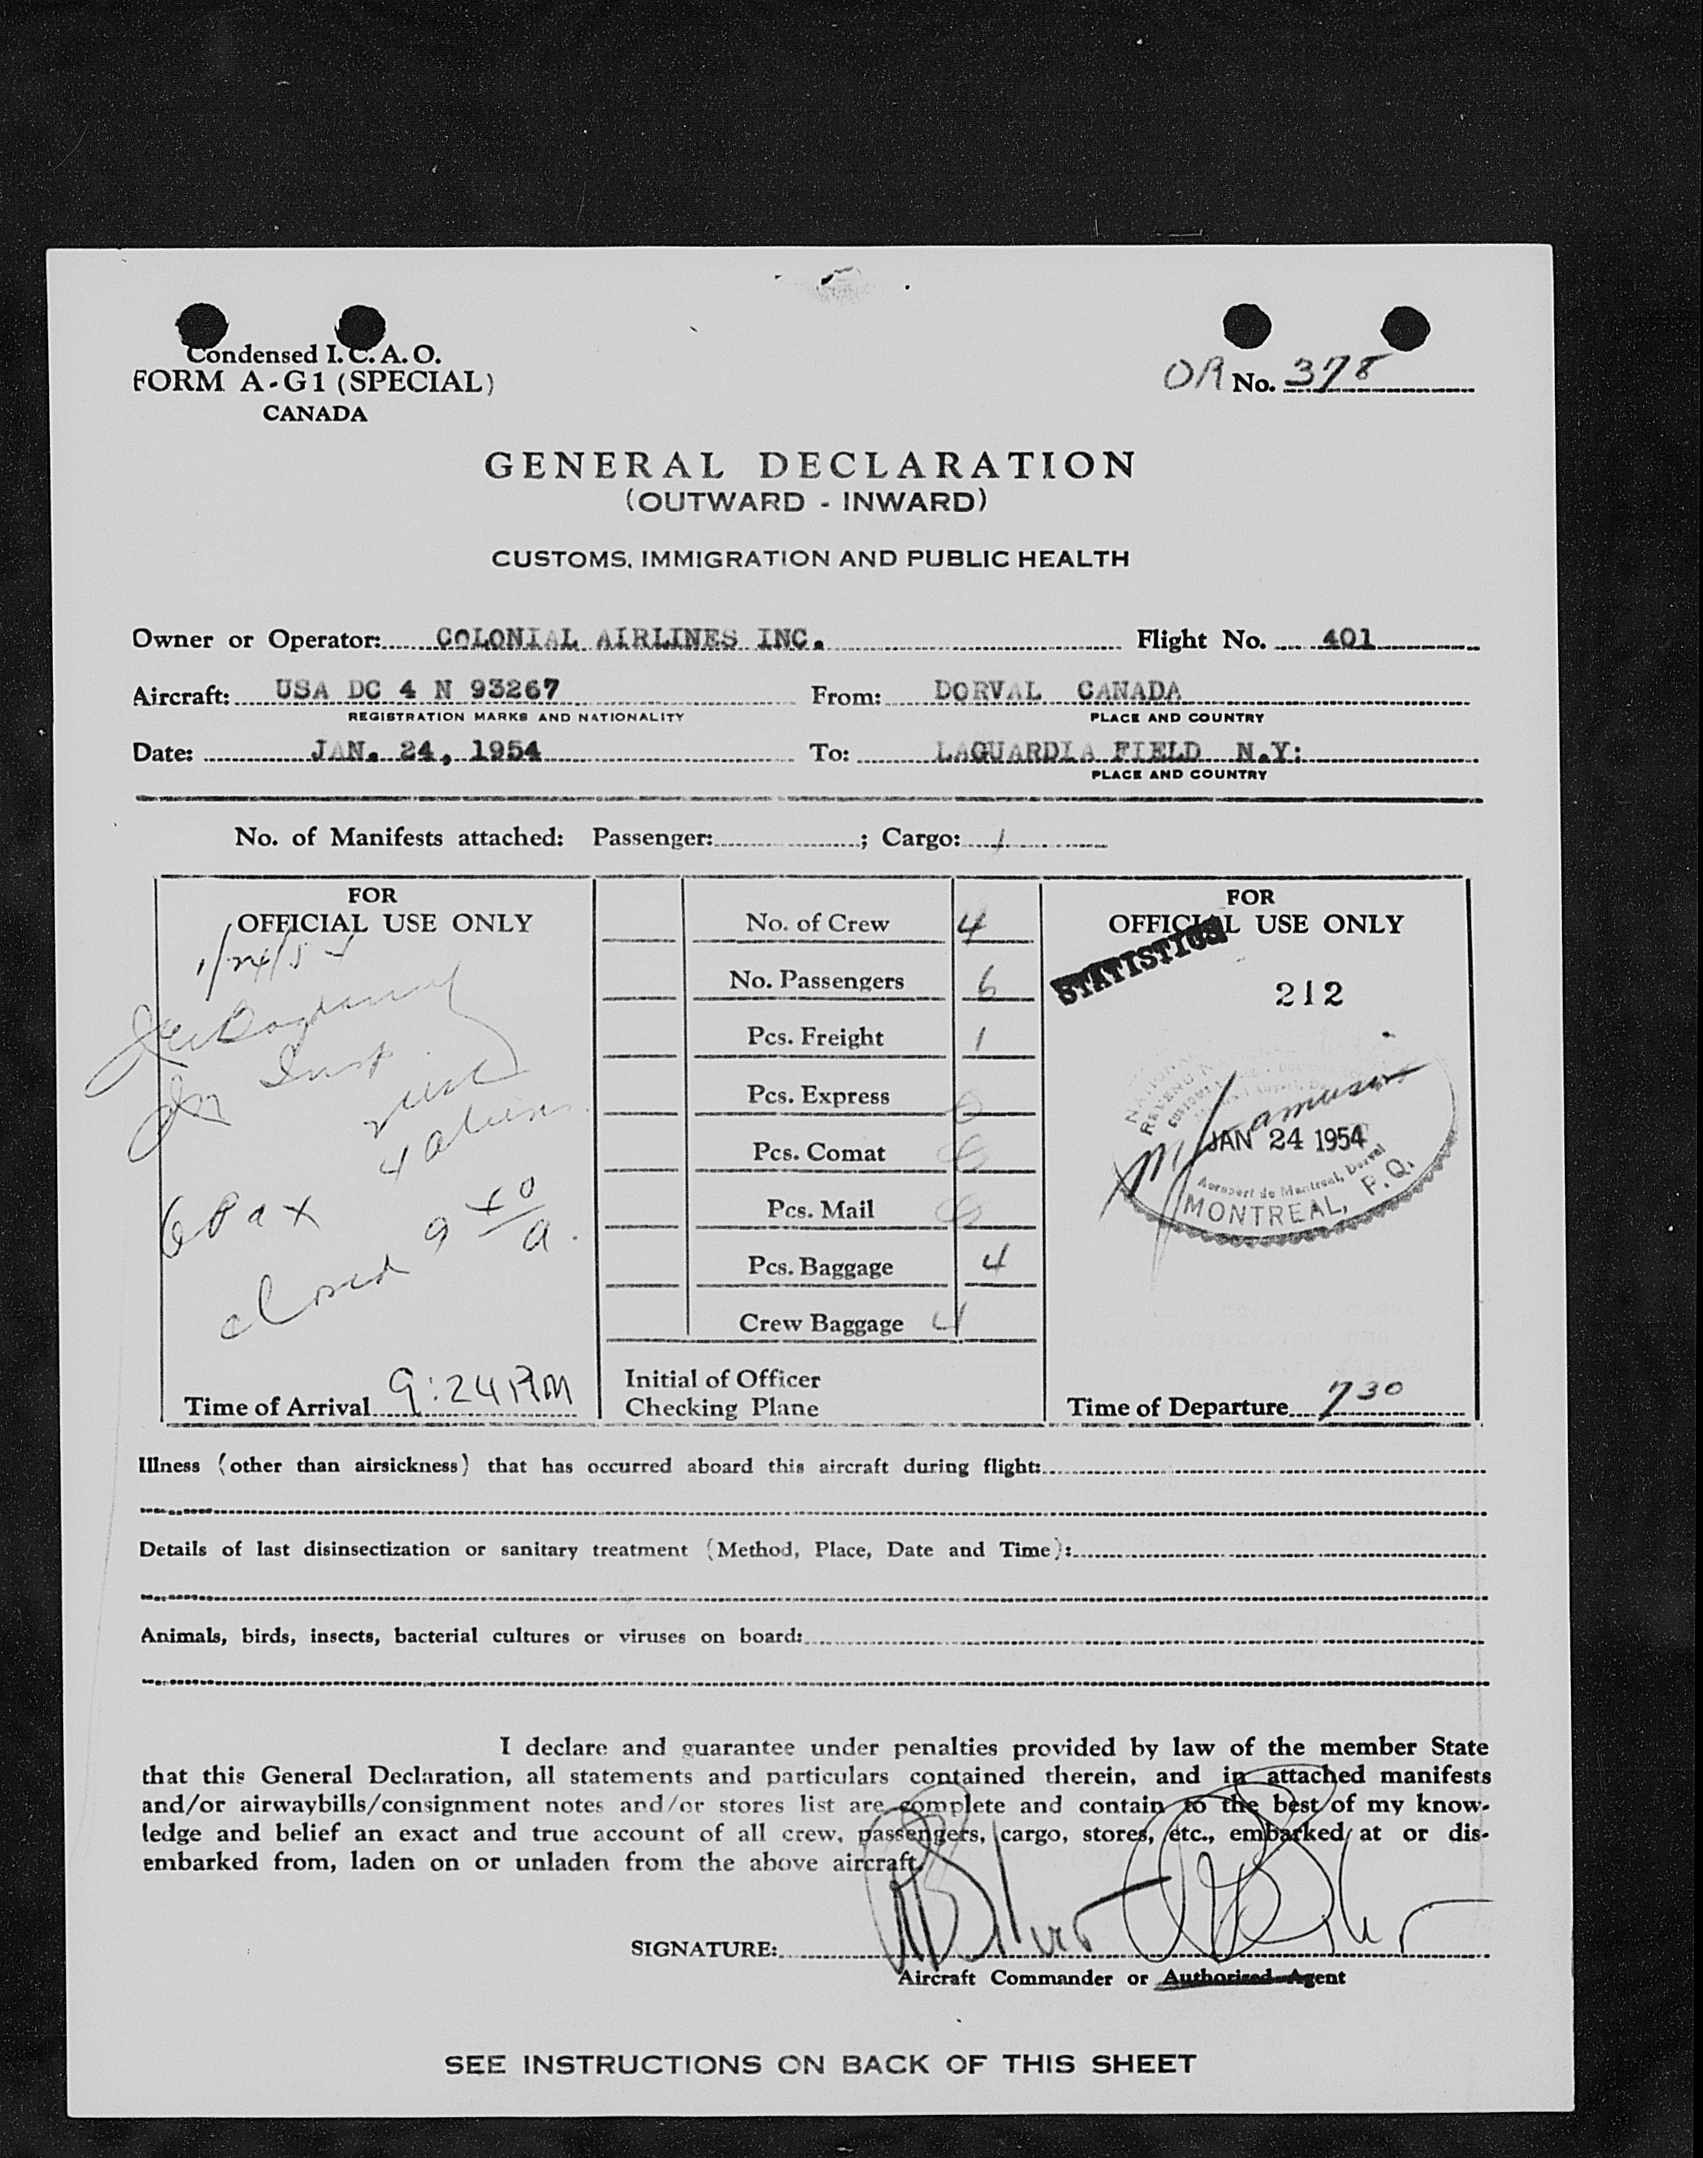 Condensed I. C. A. O.
FORM A-G1 (SPECIAL)
CANADA
OR No. 378
GENERAL DECLARATION
(OUTWARD - INWARD)
CUSTOMS, IMMIGRATION AND PUBLIC HEALTH
Owner or Operator: COLONIAL AIRLINES INC. Flight No. 401
Aircraft: USA DC 4 N 93267 From: DORVAL CANADA
REGISTRATION MARKS AND NATIONALITY PLACE AND COUNTRY
Date: JAN. 24, 1954 To: LAGUARDIA FIELD N.Y:
PLACE AND COUNTRY
No. of Manifests attached: Passenger: ; Cargo: 1
FOR
OFFICIAL USE ONLY
1/24/54
Insp
4 aliens
6 Pax
closed
Time of Arrival 9:24 PM
No. of Crew 4
No. Passengers 6
Pcs. Freight 1
Pcs. Express 0
Pcs. Comat
Pcs. Mail
Pcs. Baggage 4
Crew Baggage 4
Initial of Officer
Checking Plane
FOR
OFFICIAL USE ONLY
STATISTICS
212
JAN 24 1954
Aeroport de Montreal, Dorval
MONTREAL, P.Q.
Time of Departure 730
Illness (other than airsickness) that has occurred aboard this aircraft during flight:
Details of last disinsectization or sanitary treatment (Method, Place, Date and Time):
Animals, birds, insects, bacterial cultures or viruses on board:
I declare and guarantee under penalties provided by law of the member State
that this General Declaration, all statements and particulars contained therein, and in attached manifests
and/or airwaybills/consignment notes and/or stores list are complete and contain to the best of my know-
ledge and belief an exact and true account of all crew, passengers, cargo, stores, etc., embarked at or dis-
embarked from, laden on or unladen from the above aircraft.
SIGNATURE:
Aircraft Commander or Authorized Agent
SEE INSTRUCTIONS ON BACK OF THIS SHEET